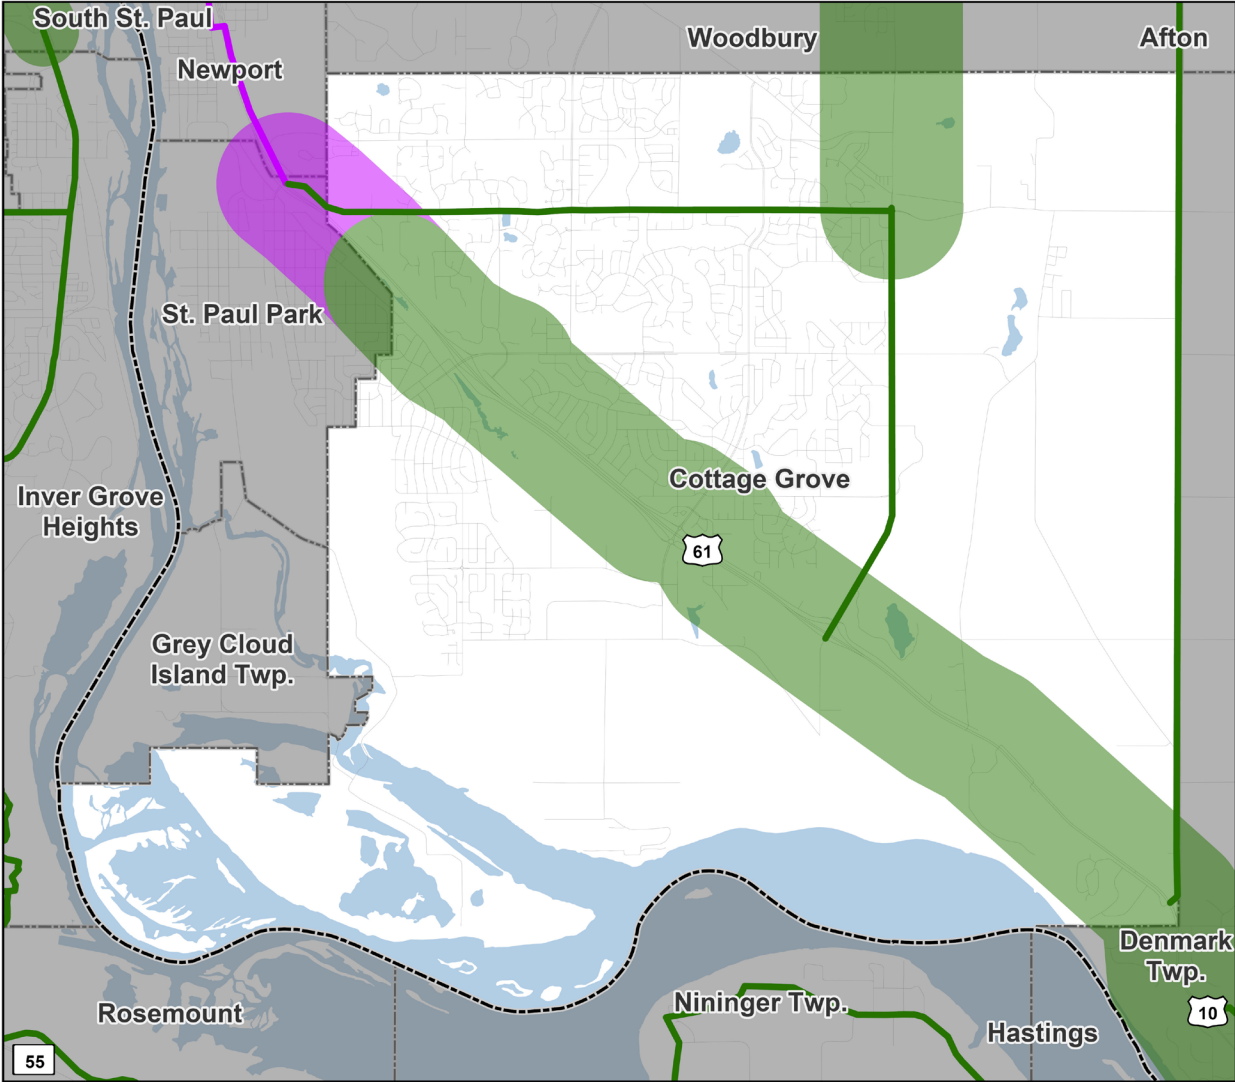 South St. Paul
Woodbury
Afton
Newport
St. Paul Park
Cottage Grove
Inver Grove
Heights
61
Grey Cloud
Island Twp.
Denmark
Twp.
Nininger Twp.
Rosemount
10
Hastings
55